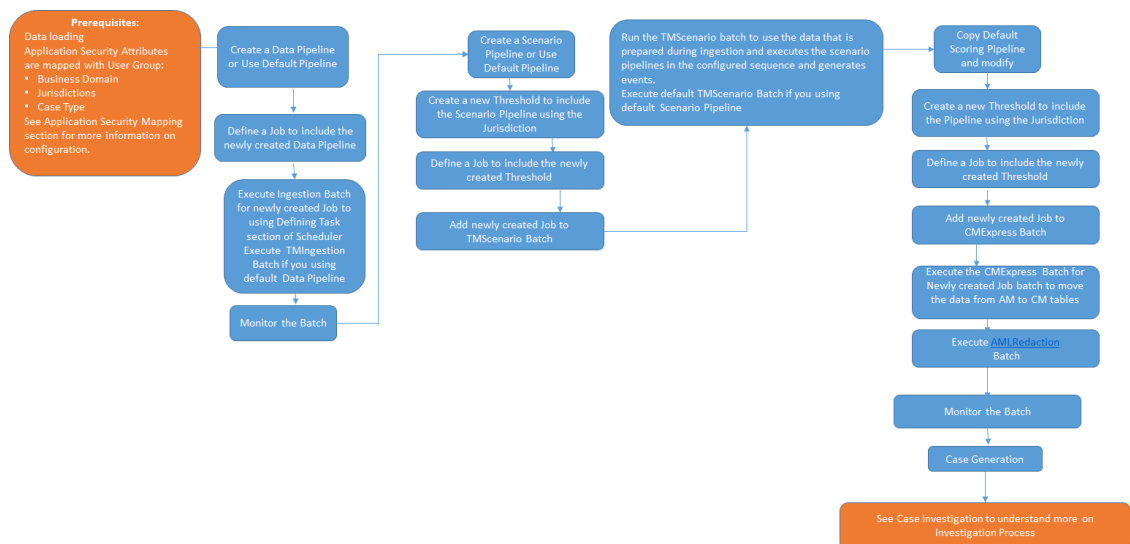 Prerequisites:
Data loading
Application Security Attributes
are mapped with User Group:
• Business Domain
• Jurisdictions
• Case Type
See Application Security Mapping
section for more information on
configuration.
Create a Data Pipeline
or Use Default Pipeline
Define a Job to include the
newly created Data Pipeline
Execute Ingestion Batch
for newly created Job to
using Defining Task
section of Scheduler
Execute TMIngestion
Batch if you using
default Data Pipeline
Monitor the Batch
Create a Scenario
Pipeline or Use
Default Pipeline
Create a new Threshold to include
the Scenario Pipeline using the
Jurisdiction
Define a Job to include the newly
created Threshold
Add newly created Job to
TMScenario Batch
Run the TMScenario batch to use the data that is
prepared during ingestion and executes the scenario
pipelines in the configured sequence and generates
events.
Execute default TMScenario Batch if you using
default Scenario Pipeline
Copy Default
Scoring Pipeline
and modify
Create a new Threshold to include
the Pipeline using the Jurisdiction
Define a Job to include the newly
created Threshold
Add newly created Job to
CMExpress Batch
Execute the CMExpress Batch for
Newly created Job batch to move
the data from AM to CM tables
Execute AMLRedaction
Batch
Monitor the Batch
Case Generation
See Case Investigation to understand more on
Investigation Process